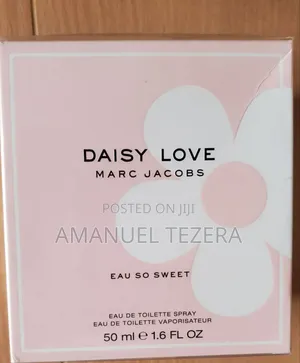 DAISY LOVE
MARC JACOBS
POSTED ON JIJI
AMANUEL TEZERA
EAU SO SWEET
EAU DE TOILETTE SPRAY
EAU DE TOILETTE VAPORISATEUR
50 ml ℮ 1.6 FL OZ